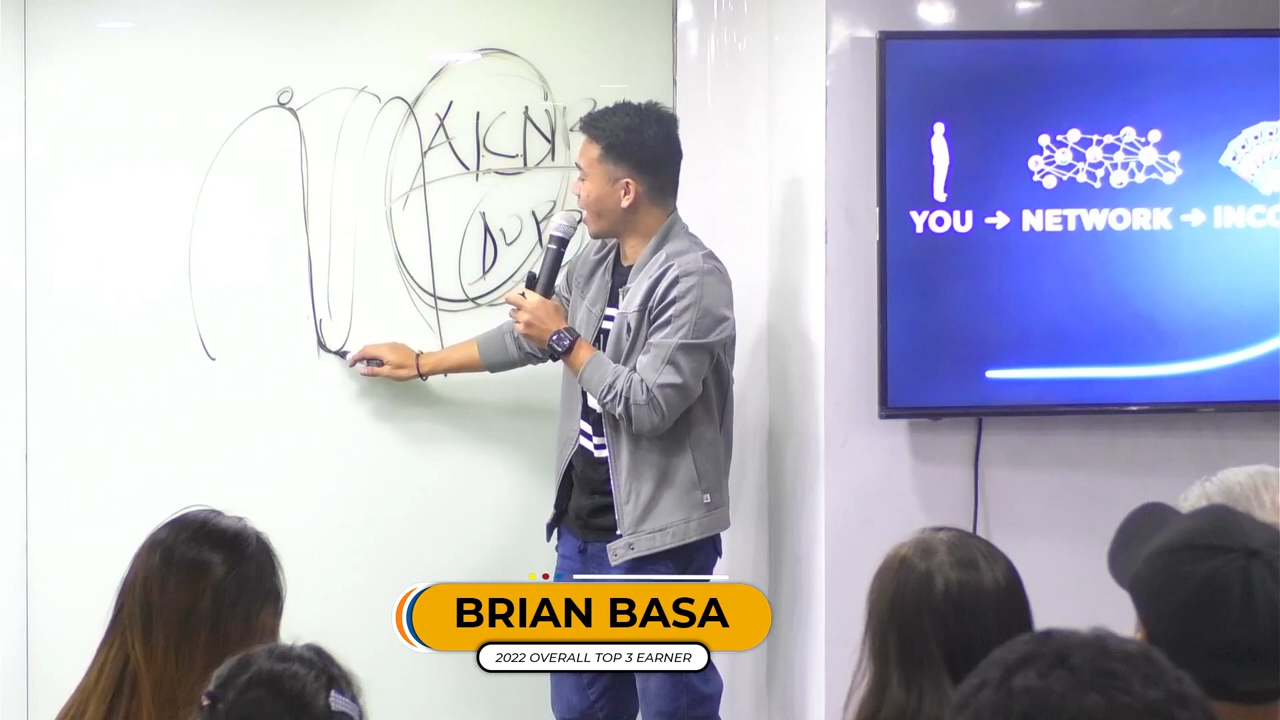 YOU → NETWORK → INCO
BRIAN BASA
2022 OVERALL TOP 3 EARNER